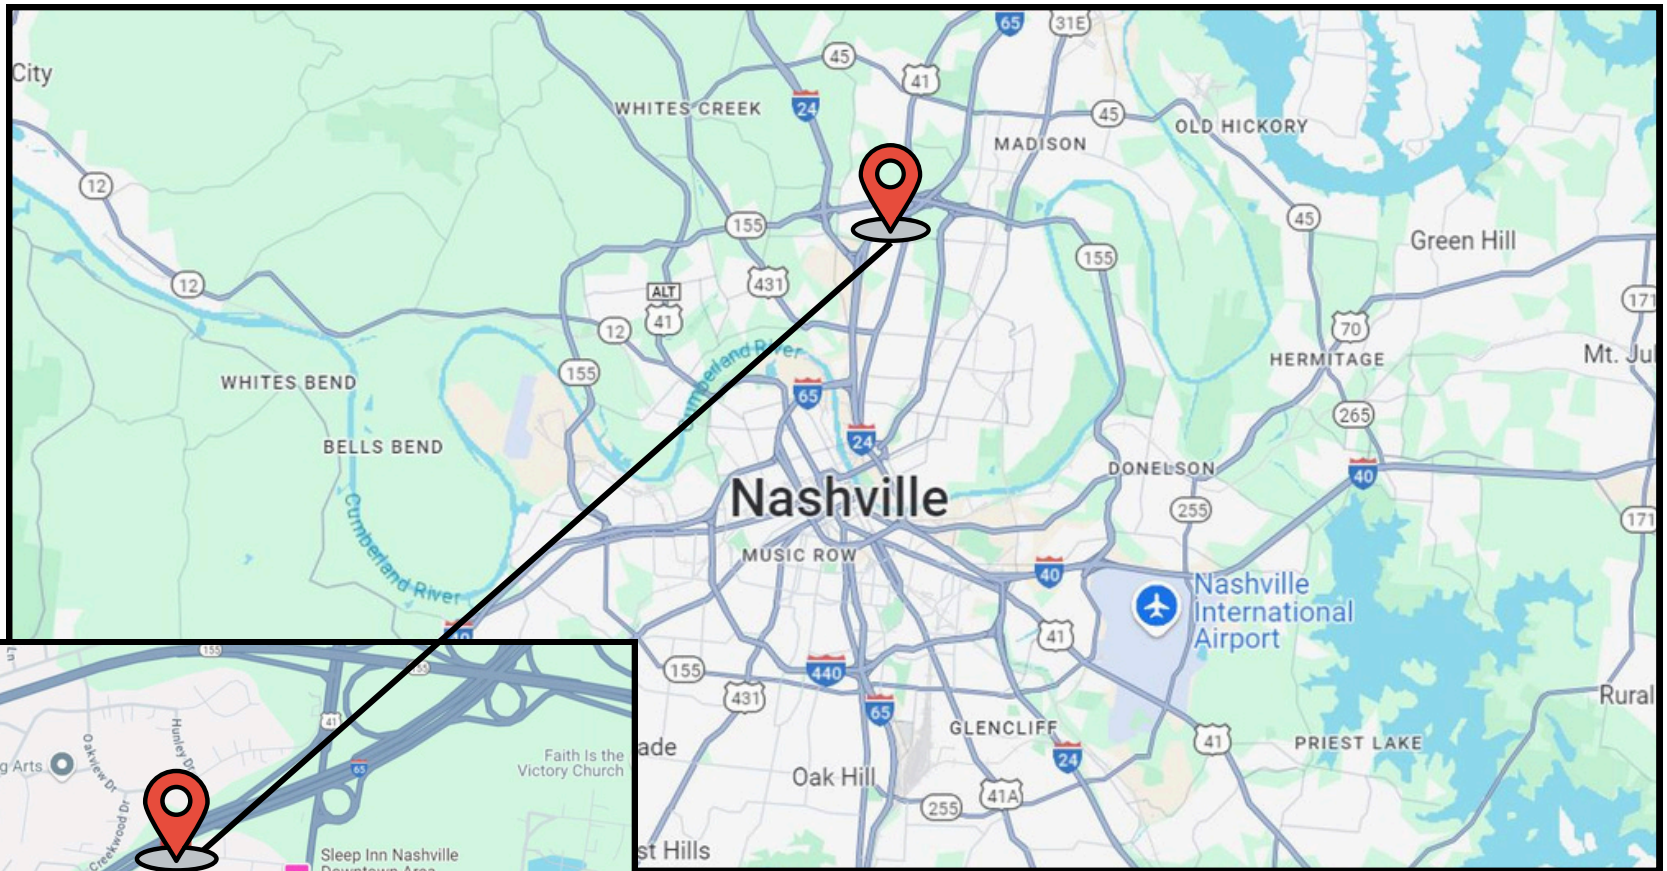 65
31E
45
41
City
24
WHITES CREEK
45
OLD HICKORY
MADISON
12
155
45
Green Hill
155
431
12
ALT
41
171
12
70
Cumberland River
HERMITAGE
Mt. Jul
155
WHITES BEND
65
265
24
BELLS BEND
DONELSON
40
Nashville
255
171
Cumberland River
MUSIC ROW
40
Nashville
International
Airport
41
155
440
431
65
Rural
GLENCLIFF
41
PRIEST LAKE
ade
24
Oak Hill
41A
255
st Hills
Ln
155
41
Hunley Dr
Oakview Dr
g Arts
65
Faith Is the
Victory Church
Creekwood Dr
Sleep Inn Nashville
Downtown Area